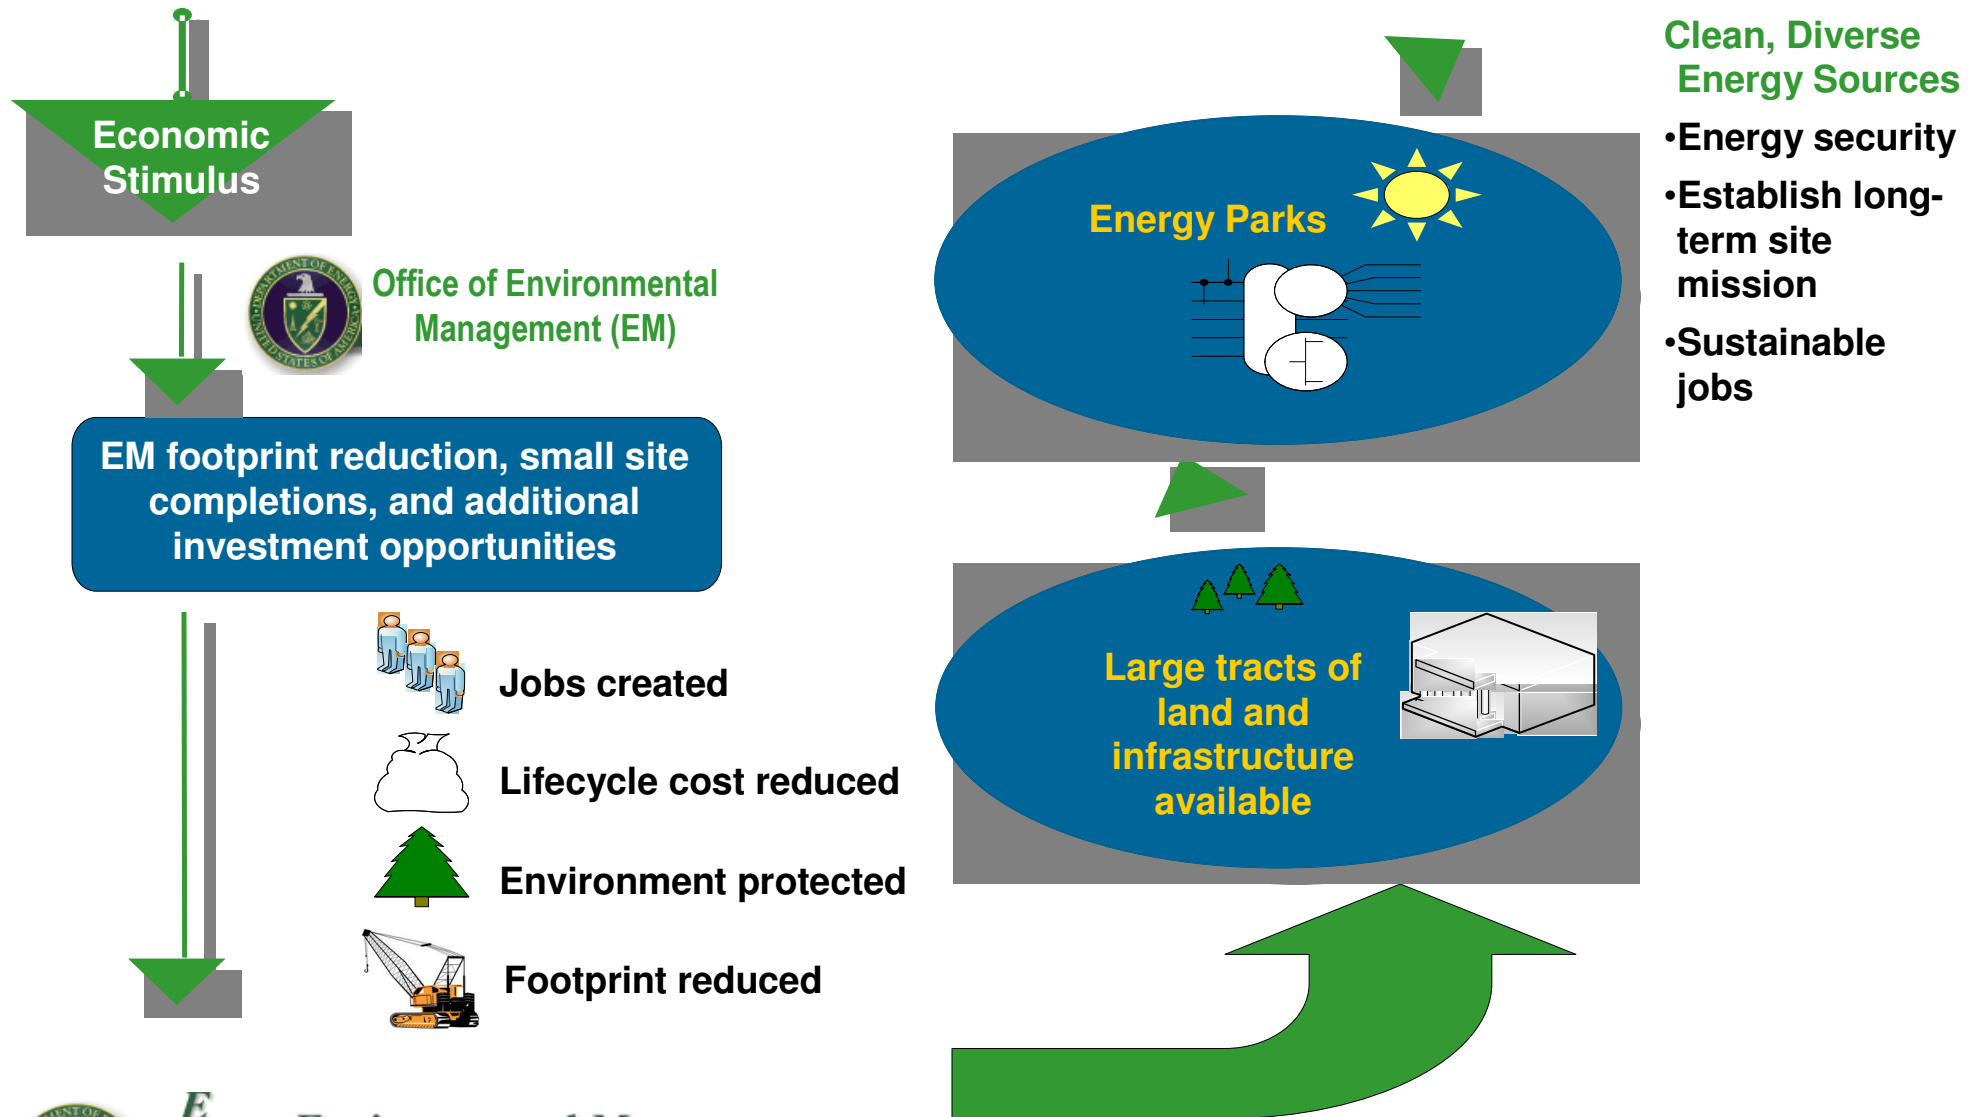 Economic
Stimulus
Office of Environmental
Management (EM)
EM footprint reduction, small site
completions, and additional
investment opportunities
Jobs created
Lifecycle cost reduced
Environment protected
Footprint reduced
Energy Parks
Large tracts of
land and
infrastructure
available
Clean, Diverse
Energy Sources
•Energy security
•Establish long-
term site
mission
•Sustainable
jobs
E